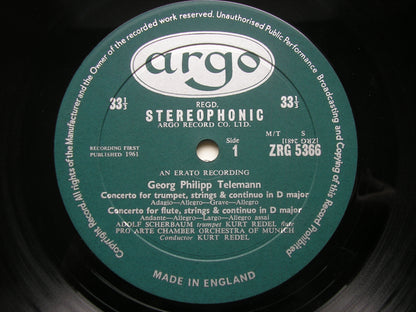 Copyright Record All rights of the Manufacturer and the Owner of the recorded work reserved. Unauthorised Public Performance Broadcasting and Copying of this Record Prohibited
argo
33⅓ REGD. 33⅓
STEREOPHONIC
ARGO RECORD CO. LTD.
M/T S
RECORDING FIRST
PUBLISHED 1961
Side
1
ZRG 5366
AN ERATO RECORDING
Georg Philipp Telemann
Concerto for trumpet, strings & continuo in D major
Adagio—Allegro—Grave—Allegro
Concerto for flute, strings & continuo in D major
Andante—Allegro—Largo—Allegro assai
ADOLF SCHERBAUM trumpet KURT REDEL flute
PRO ARTE CHAMBER ORCHESTRA OF MUNICH
Conductor KURT REDEL
MADE IN ENGLAND